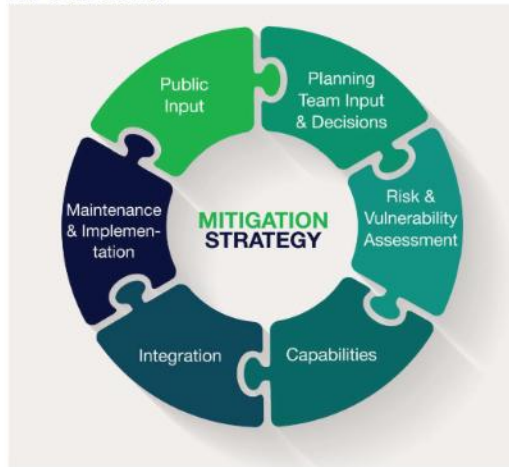 Public
Input
Planning
Team Input
& Decisions
Risk &
Vulnerability
Assessment
Capabilities
Integration
Maintenance
& Implemen-
tation
MITIGATION
STRATEGY